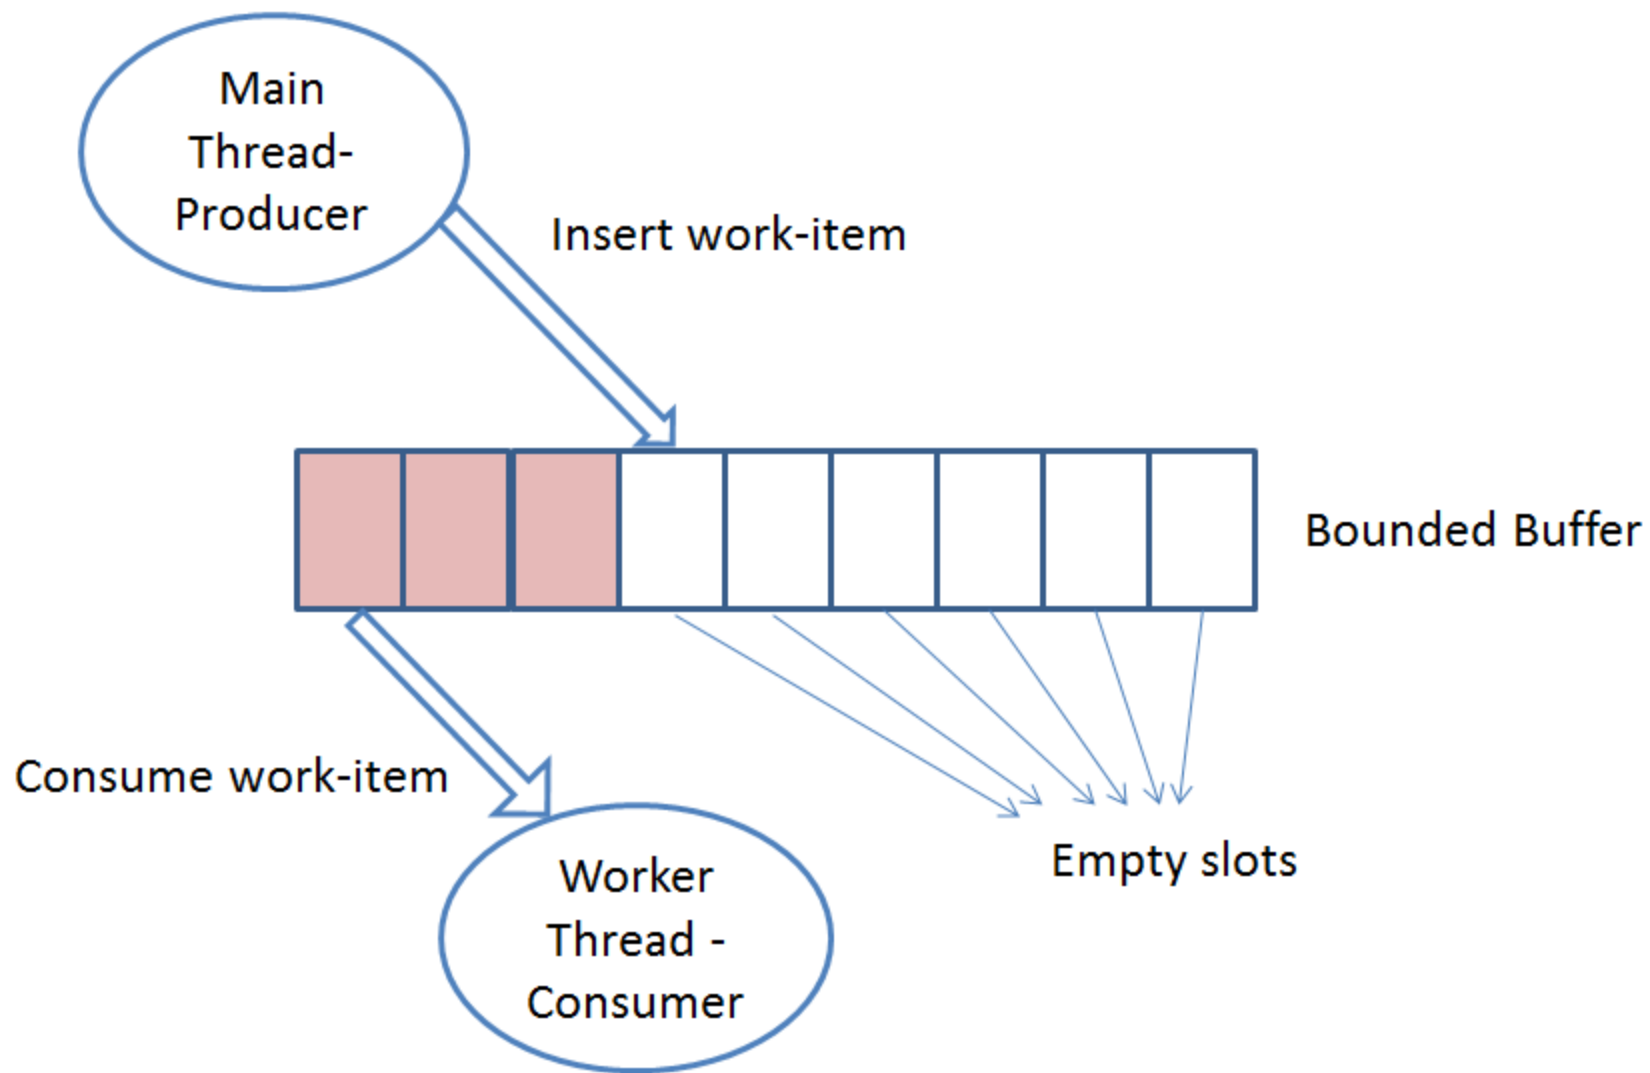 Main
Thread-
Producer
Insert work-item
Bounded Buffer
Consume work-item
Empty slots
Worker
Thread -
Consumer